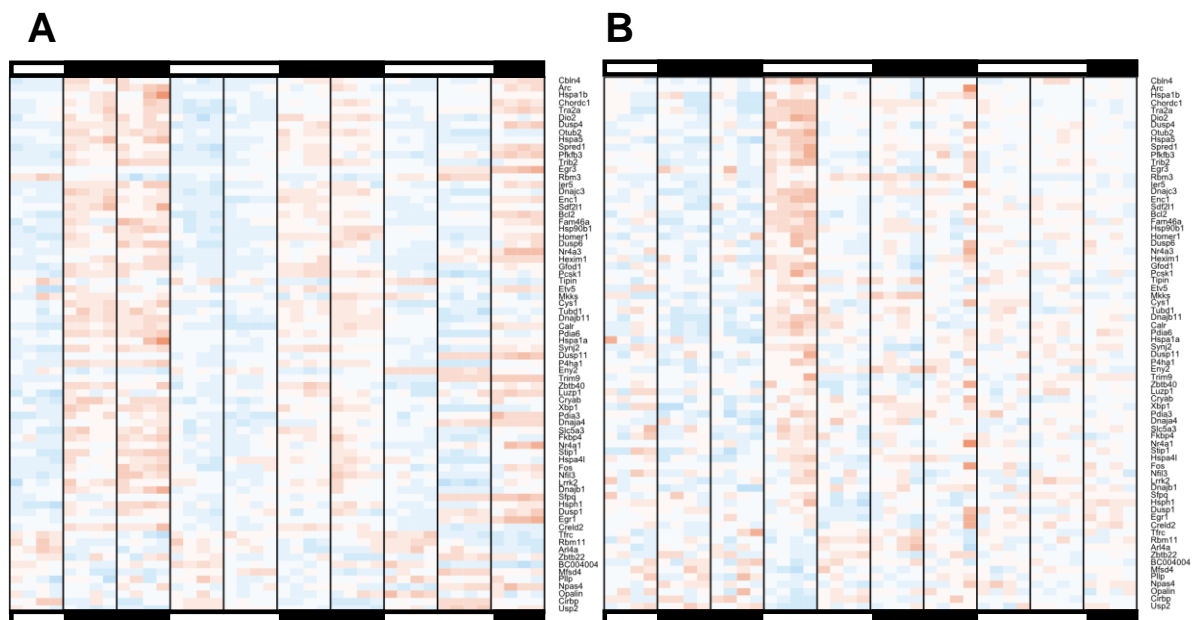 A
B
Cbln4
Arc
Hspa1b
Chordc1
Tra2a
Dio2
Dusp4
Otub2
Hspa5
Spred1
Pfkfb3
Trib2
Egr3
Rbm3
Ier5
Dnajc3
Enc1
Sdf2l1
Bcl2
Fam46a
Hsp90b1
Homer1
Dusp6
Nr4a3
Hexim1
Gfod1
Pcsk1
Tipin
Etv5
Mkks
Cys1
Tubd1
Dnajb11
Calr
Pdia6
Hspa1a
Synj2
Dusp11
P4ha1
Eny2
Trim9
Zbtb40
Luzp1
Cryab
Xbp1
Pdia3
Dnaja4
Slc5a3
Fkbp4
Nr4a1
Stip1
Hspa4l
Fos
Nfil3
Lrrk2
Dnajb1
Sfpq
Hsph1
Dusp1
Egr1
Creld2
Tfrc
Rbm11
Arl4a
Zbtb22
BC004004
Mfsd4
Pllp
Npas4
Opalin
Cirbp
Usp2
Cbln4
Arc
Hspa1b
Chordc1
Tra2a
Dio2
Dusp4
Otub2
Hspa5
Spred1
Pfkfb3
Trib2
Egr3
Rbm3
Ier5
Dnajc3
Enc1
Sdf2l1
Bcl2
Fam46a
Hsp90b1
Homer1
Dusp6
Nr4a3
Hexim1
Gfod1
Pcsk1
Tipin
Etv5
Mkks
Cys1
Tubd1
Dnajb11
Calr
Pdia6
Hspa1a
Synj2
Dusp11
P4ha1
Eny2
Trim9
Zbtb40
Luzp1
Cryab
Xbp1
Pdia3
Dnaja4
Slc5a3
Fkbp4
Nr4a1
Stip1
Hspa4l
Fos
Nfil3
Lrrk2
Dnajb1
Sfpq
Hsph1
Dusp1
Egr1
Creld2
Tfrc
Rbm11
Arl4a
Zbtb22
BC004004
Mfsd4
Pllp
Npas4
Opalin
Cirbp
Usp2